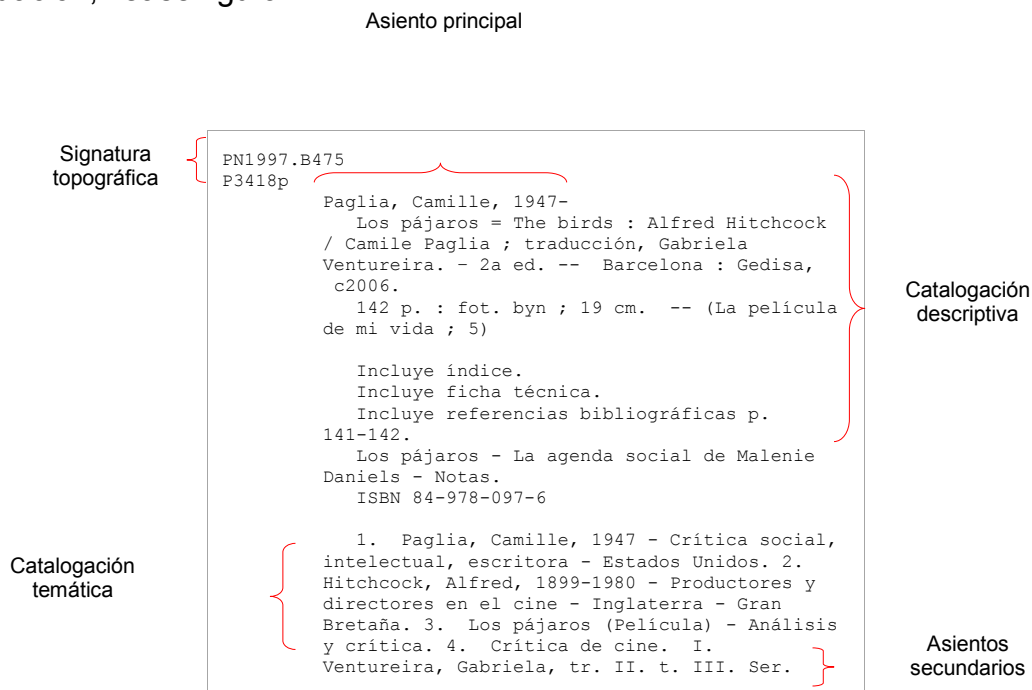 Asiento principal
Signatura
topográfica
PN1997.B475
P3418p
Paglia, Camille, 1947-
Los pájaros = The birds : Alfred Hitchcock
/ Camile Paglia ; traducción, Gabriela
Ventureira. – 2a ed. -- Barcelona : Gedisa,
c2006.
142 p. : fot. byn ; 19 cm. -- (La película
de mi vida ; 5)
Incluye índice.
Incluye ficha técnica.
Incluye referencias bibliográficas p.
141-142.
Los pájaros - La agenda social de Malenie
Daniels - Notas.
ISBN 84-978-097-6
1. Paglia, Camille, 1947 - Crítica social,
intelectual, escritora - Estados Unidos. 2.
Hitchcock, Alfred, 1899-1980 - Productores y
directores en el cine - Inglaterra - Gran
Bretaña. 3. Los pájaros (Película) - Análisis
y crítica. 4. Crítica de cine. I.
Ventureira, Gabriela, tr. II. t. III. Ser.
Catalogación
descriptiva
Catalogación
temática
Asientos
secundarios